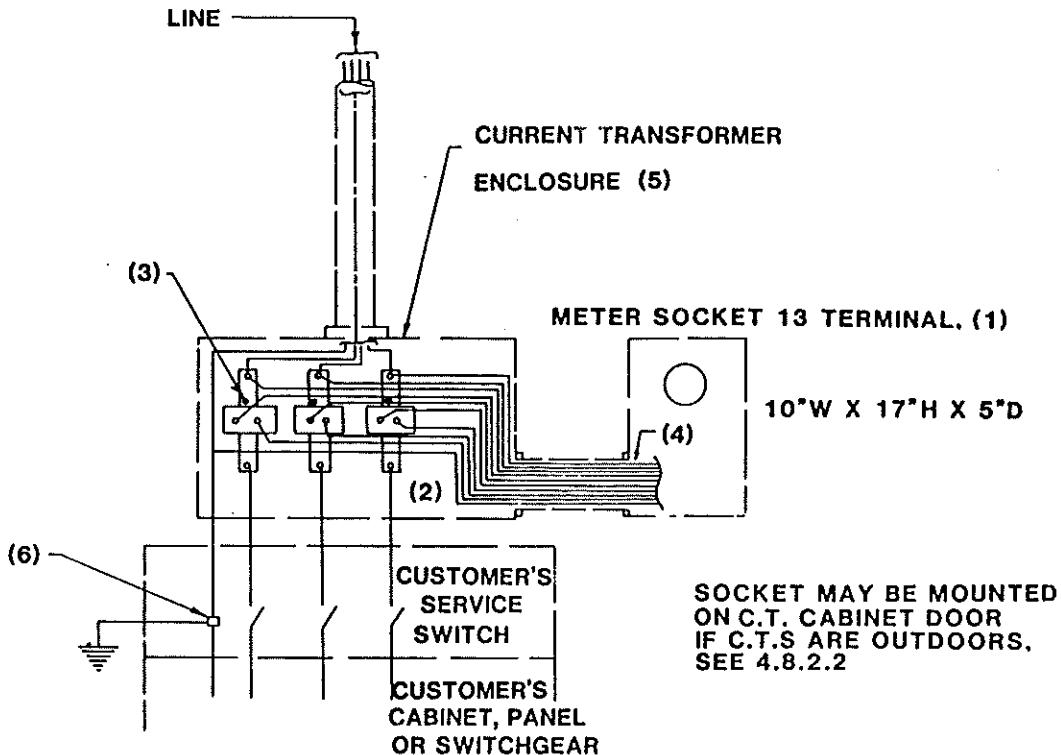 LINE
CURRENT TRANSFORMER
ENCLOSURE (5)
(3)
METER SOCKET 13 TERMINAL. (1)
10"W X 17"H X 5"D
(4)
(2)
(6)
CUSTOMER'S
SERVICE
SWITCH
SOCKET MAY BE MOUNTED
ON C.T. CABINET DOOR
IF C.T.S ARE OUTDOORS.
SEE 4.8.2.2
CUSTOMER'S
CABINET, PANEL
OR SWITCHGEAR